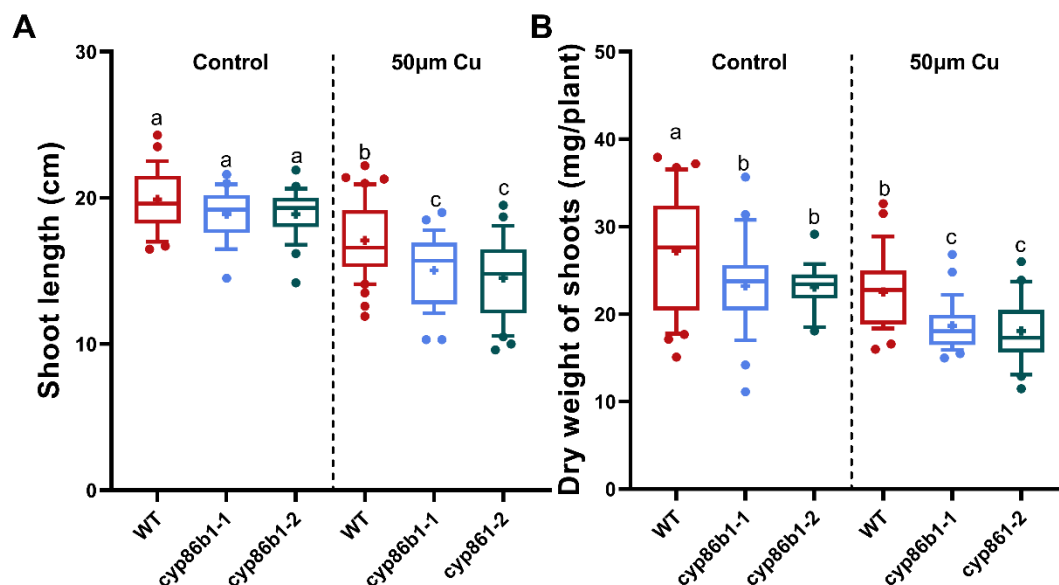 A
Shoot length (cm)
30
20
10
0
Control
50µm Cu
a
a
a
b
c
c
WT
cyp86b1-1
cyp86b1-2
WT
cyp86b1-1
cyp861-2
B
Dry weight of shoots (mg/plant)
50
40
30
20
10
0
Control
50µm Cu
a
b
b
b
c
c
WT
cyp86b1-1
cyp86b1-2
WT
cyp86b1-1
cyp861-2